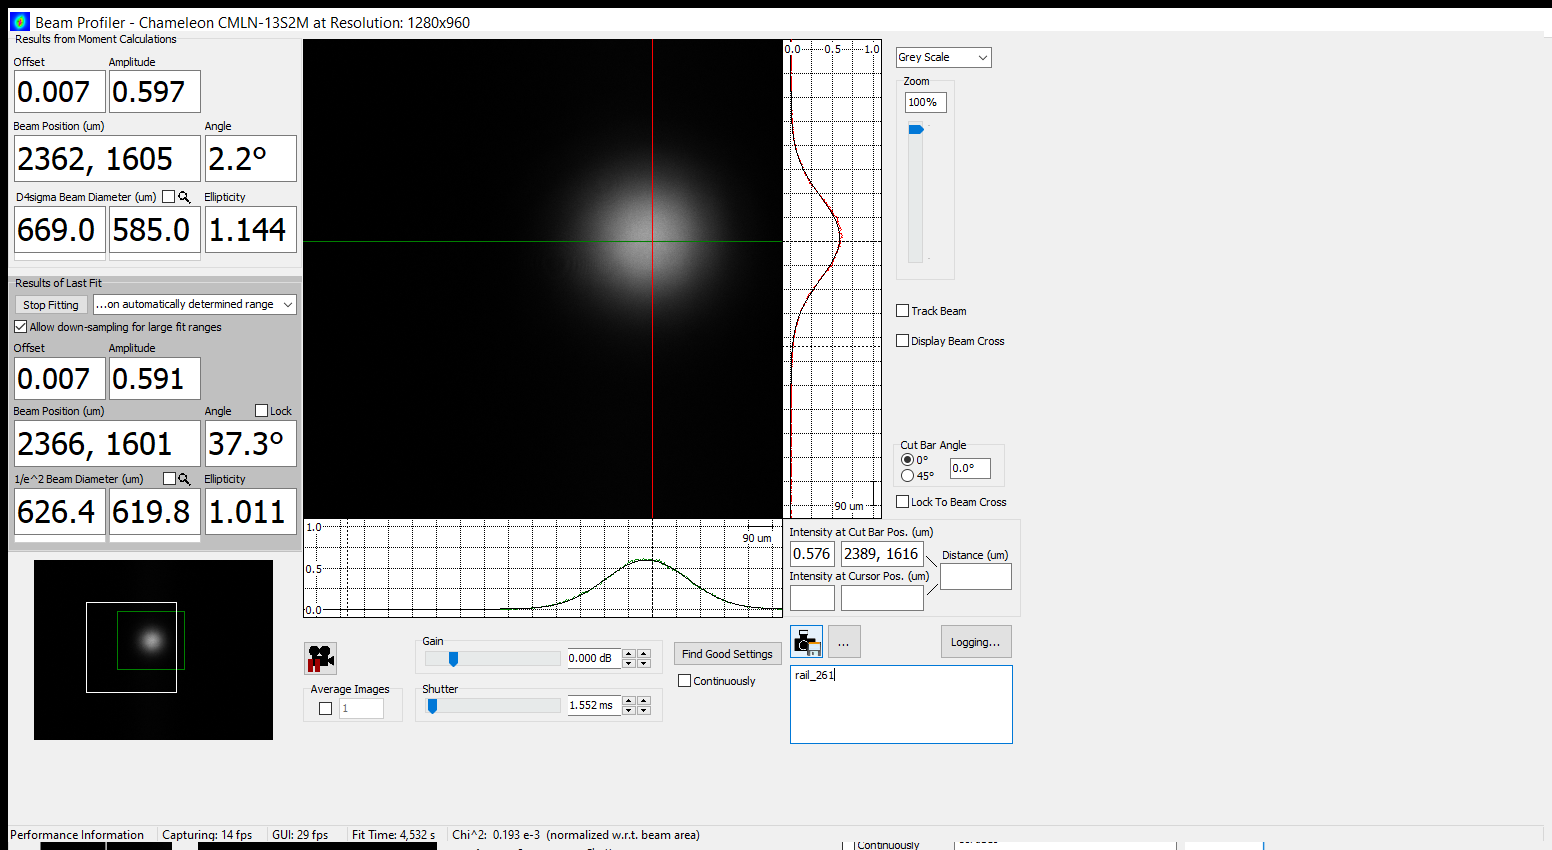 Beam Profiler - Chameleon CMLN-13S2M at Resolution: 1280x960
Results from Moment Calculations
Offset Amplitude
0.007 0.597
Beam Position (um) Angle
2362, 1605 2.2°
D4sigma Beam Diameter (um) Ellipticity
669.0 585.0 1.144
Results of Last Fit
Stop Fitting ...on automatically determined range
Allow down-sampling for large fit ranges
Offset Amplitude
0.007 0.591
Beam Position (um) Angle Lock
2366, 1601 37.3°
1/e^2 Beam Diameter (um) Ellipticity
626.4 619.8 1.011
0.0 0.5 1.0
90 um
1.0
90 um
0.5
0.0
Grey Scale
Zoom
100%
Track Beam
Display Beam Cross
Cut Bar Angle
0°
45°
0.0°
Lock To Beam Cross
Intensity at Cut Bar Pos. (um)
0.576 2389, 1616
Distance (um)
Intensity at Cursor Pos. (um)
Gain
0.000 dB
Find Good Settings
Continuously
Average Images
1
Shutter
1.552 ms
...
Logging...
rail_261
Performance Information Capturing: 14 fps GUI: 29 fps Fit Time: 4,532 s Chi^2: 0.193 e-3 (normalized w.r.t. beam area)
Continuously